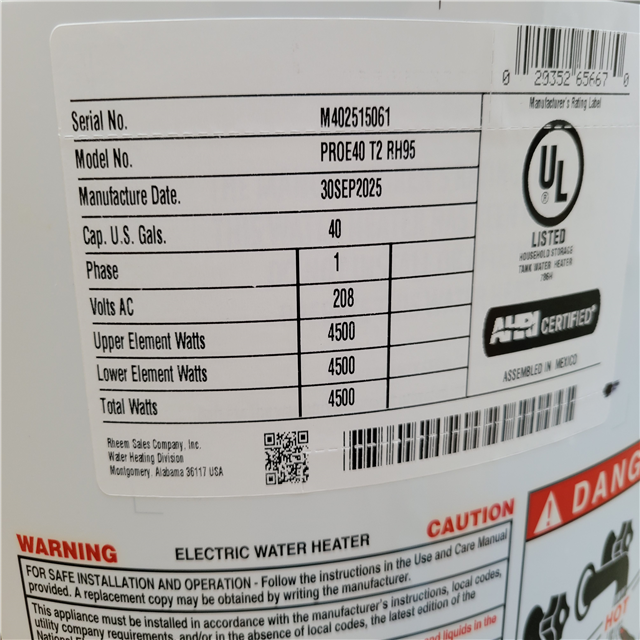 0 29352 65667 0
Manufacturer's Rating Label
Serial No. M402515061
Model No. PROE40 T2 RH95
Manufacture Date. 30SEP2025
Cap. U.S. Gals. 40
Phase 1
Volts AC 208
Upper Element Watts 4500
Lower Element Watts 4500
Total Watts 4500
UL
®
LISTED
HOUSEHOLD STORAGE
TANK WATER HEATER
AHRI CERTIFIED®
ASSEMBLED IN MEXICO
Rheem Sales Company, Inc.
Water Heating Division
Montgomery, Alabama 36117 USA
WARNING
ELECTRIC WATER HEATER
CAUTION
FOR SAFE INSTALLATION AND OPERATION - Follow the instructions in the Use and Care Manual
provided. A replacement copy may be obtained by writing the manufacturer.
This appliance must be installed in accordance with the manufacturer's instructions, local codes,
utility company requirements, and/or in the absence of local codes, the latest edition of the
National
and liquids in the
DANG
HOT